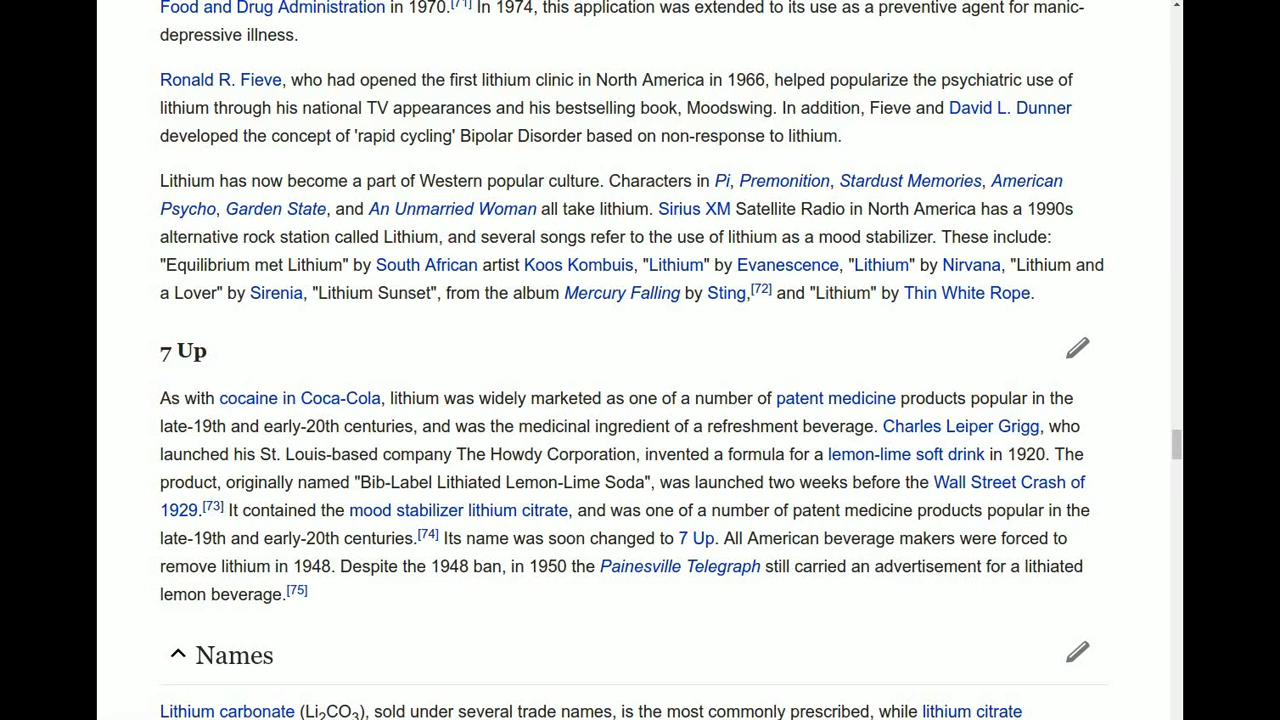 Food and Drug Administration in 1970.[71] In 1974, this application was extended to its use as a preventive agent for manic-
depressive illness.
Ronald R. Fieve, who had opened the first lithium clinic in North America in 1966, helped popularize the psychiatric use of
lithium through his national TV appearances and his bestselling book, Moodswing. In addition, Fieve and David L. Dunner
developed the concept of 'rapid cycling' Bipolar Disorder based on non-response to lithium.
Lithium has now become a part of Western popular culture. Characters in Pi, Premonition, Stardust Memories, American
Psycho, Garden State, and An Unmarried Woman all take lithium. Sirius XM Satellite Radio in North America has a 1990s
alternative rock station called Lithium, and several songs refer to the use of lithium as a mood stabilizer. These include:
"Equilibrium met Lithium" by South African artist Koos Kombuis, "Lithium" by Evanescence, "Lithium" by Nirvana, "Lithium and
a Lover" by Sirenia, "Lithium Sunset", from the album Mercury Falling by Sting,[72] and "Lithium" by Thin White Rope.
7 Up
As with cocaine in Coca-Cola, lithium was widely marketed as one of a number of patent medicine products popular in the
late-19th and early-20th centuries, and was the medicinal ingredient of a refreshment beverage. Charles Leiper Grigg, who
launched his St. Louis-based company The Howdy Corporation, invented a formula for a lemon-lime soft drink in 1920. The
product, originally named "Bib-Label Lithiated Lemon-Lime Soda", was launched two weeks before the Wall Street Crash of
1929.[73] It contained the mood stabilizer lithium citrate, and was one of a number of patent medicine products popular in the
late-19th and early-20th centuries.[74] Its name was soon changed to 7 Up. All American beverage makers were forced to
remove lithium in 1948. Despite the 1948 ban, in 1950 the Painesville Telegraph still carried an advertisement for a lithiated
lemon beverage.[75]
Names
Lithium carbonate (Li2CO3), sold under several trade names, is the most commonly prescribed, while lithium citrate